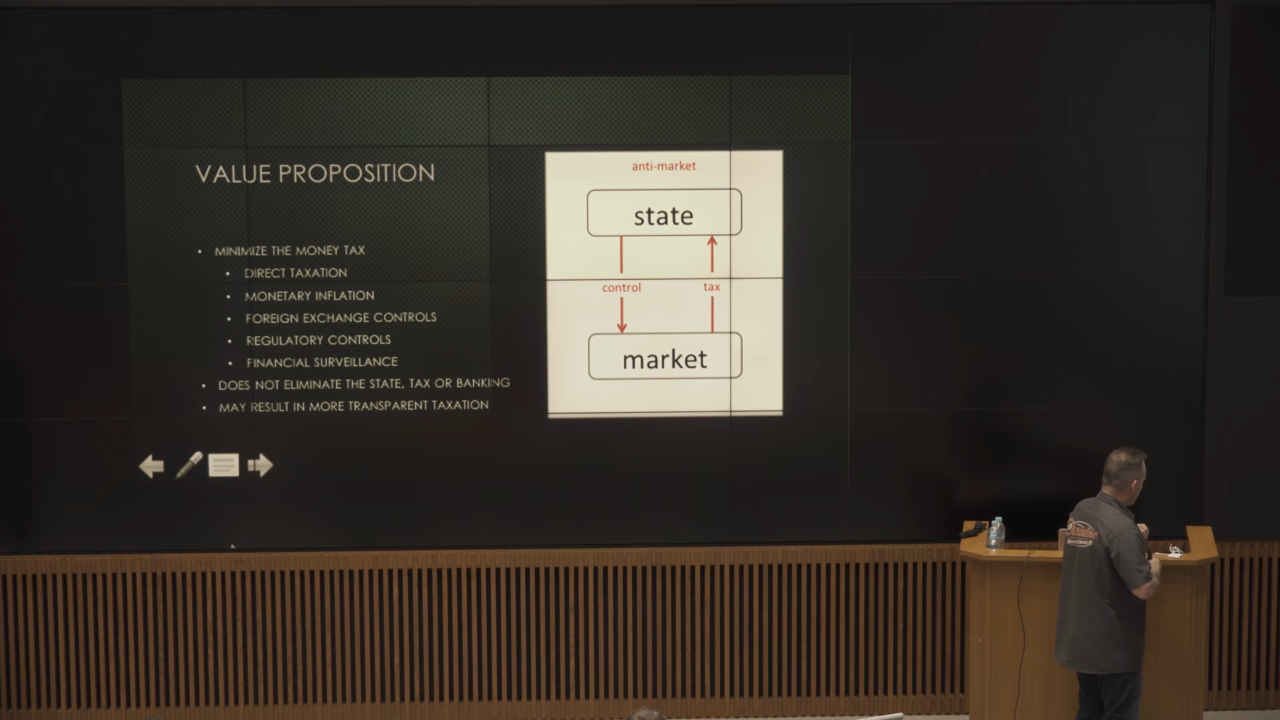 VALUE PROPOSITION
• MINIMIZE THE MONEY TAX
• DIRECT TAXATION
• MONETARY INFLATION
• FOREIGN EXCHANGE CONTROLS
• REGULATORY CONTROLS
• FINANCIAL SURVEILLANCE
• DOES NOT ELIMINATE THE STATE, TAX OR BANKING
• MAY RESULT IN MORE TRANSPARENT TAXATION
anti-market
state
control tax
market